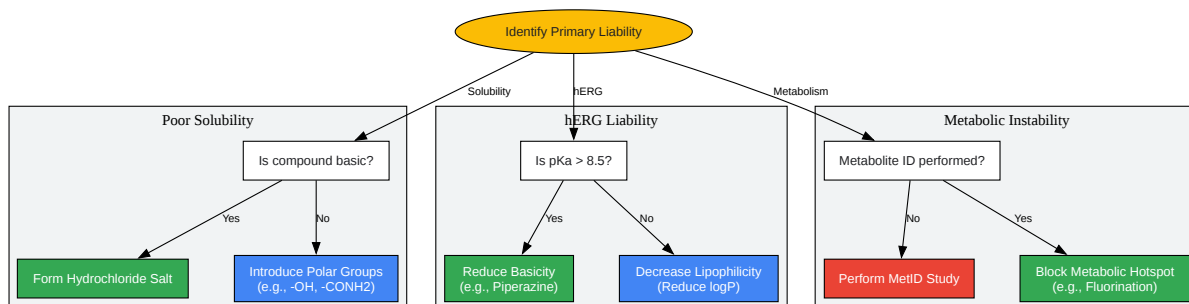 Identify Primary Liability
Solubility
hERG
Metabolism
Poor Solubility
hERG Liability
Metabolic Instability
Is compound basic?
Is pKa > 8.5?
Metabolite ID performed?
Yes
No
Yes
No
No
Yes
Form Hydrochloride Salt
Introduce Polar Groups
(e.g., -OH, -CONH2)
Reduce Basicity
(e.g., Piperazine)
Decrease Lipophilicity
(Reduce logP)
Perform MetID Study
Block Metabolic Hotspot
(e.g., Fluorination)